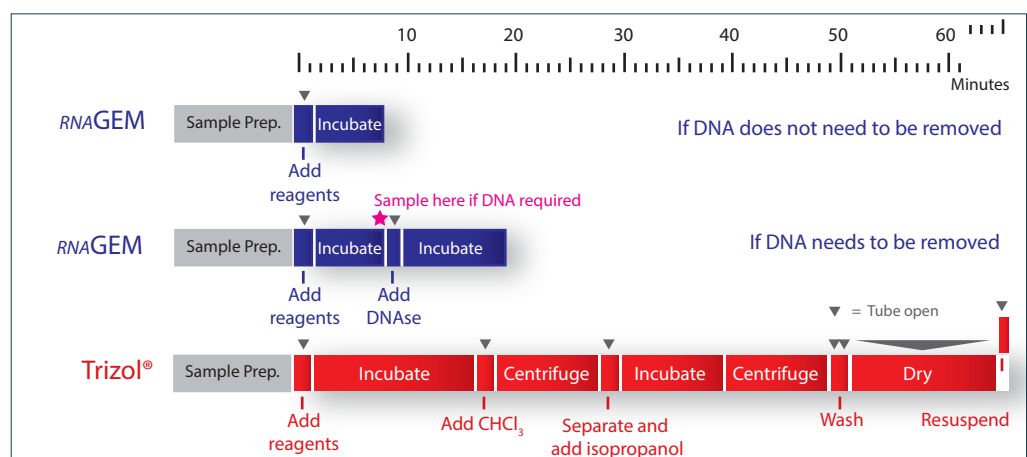 10 20 30 40 50 60
Minutes
RNAGEM Sample Prep. Incubate If DNA does not need to be removed
Add
reagents
Sample here if DNA required
RNAGEM Sample Prep. Incubate Incubate If DNA needs to be removed
Add
reagents
Add
DNAse
= Tube open
Trizol® Sample Prep. Incubate Centrifuge Incubate Centrifuge Dry
Add
reagents
Add CHCl₃
Separate and
add isopropanol
Wash
Resuspend